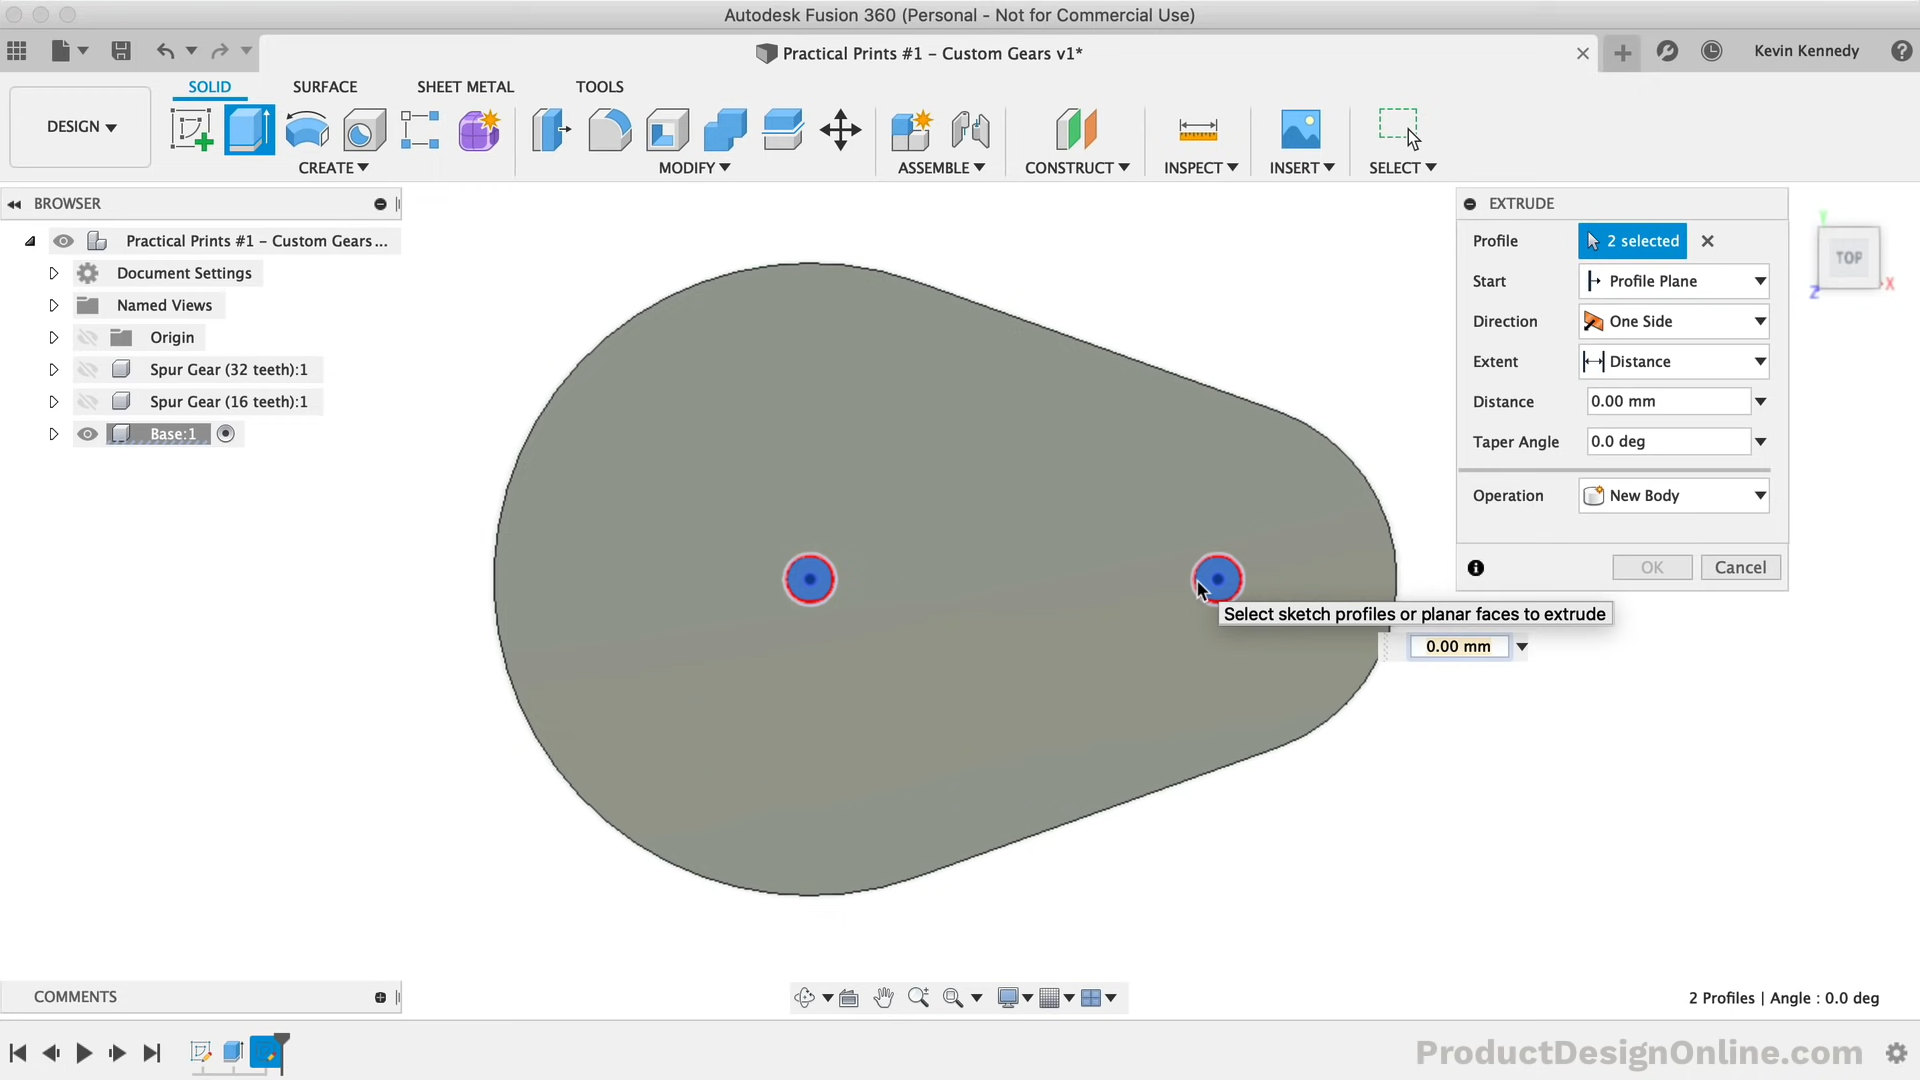 Autodesk Fusion 360 (Personal - Not for Commercial Use)
Practical Prints #1 – Custom Gears v1*
Kevin Kennedy
SOLID SURFACE SHEET METAL TOOLS
DESIGN
CREATE MODIFY ASSEMBLE CONSTRUCT INSPECT INSERT SELECT
BROWSER
Practical Prints #1 – Custom Gears...
Document Settings
Named Views
Origin
Spur Gear (32 teeth):1
Spur Gear (16 teeth):1
Base:1
EXTRUDE
Profile 2 selected
Start Profile Plane
Direction One Side
Extent Distance
Distance 0.00 mm
Taper Angle 0.0 deg
Operation New Body
OK Cancel
TOP
Y
X
Z
Select sketch profiles or planar faces to extrude
0.00 mm
COMMENTS
2 Profiles | Angle : 0.0 deg
ProductDesignOnline.com